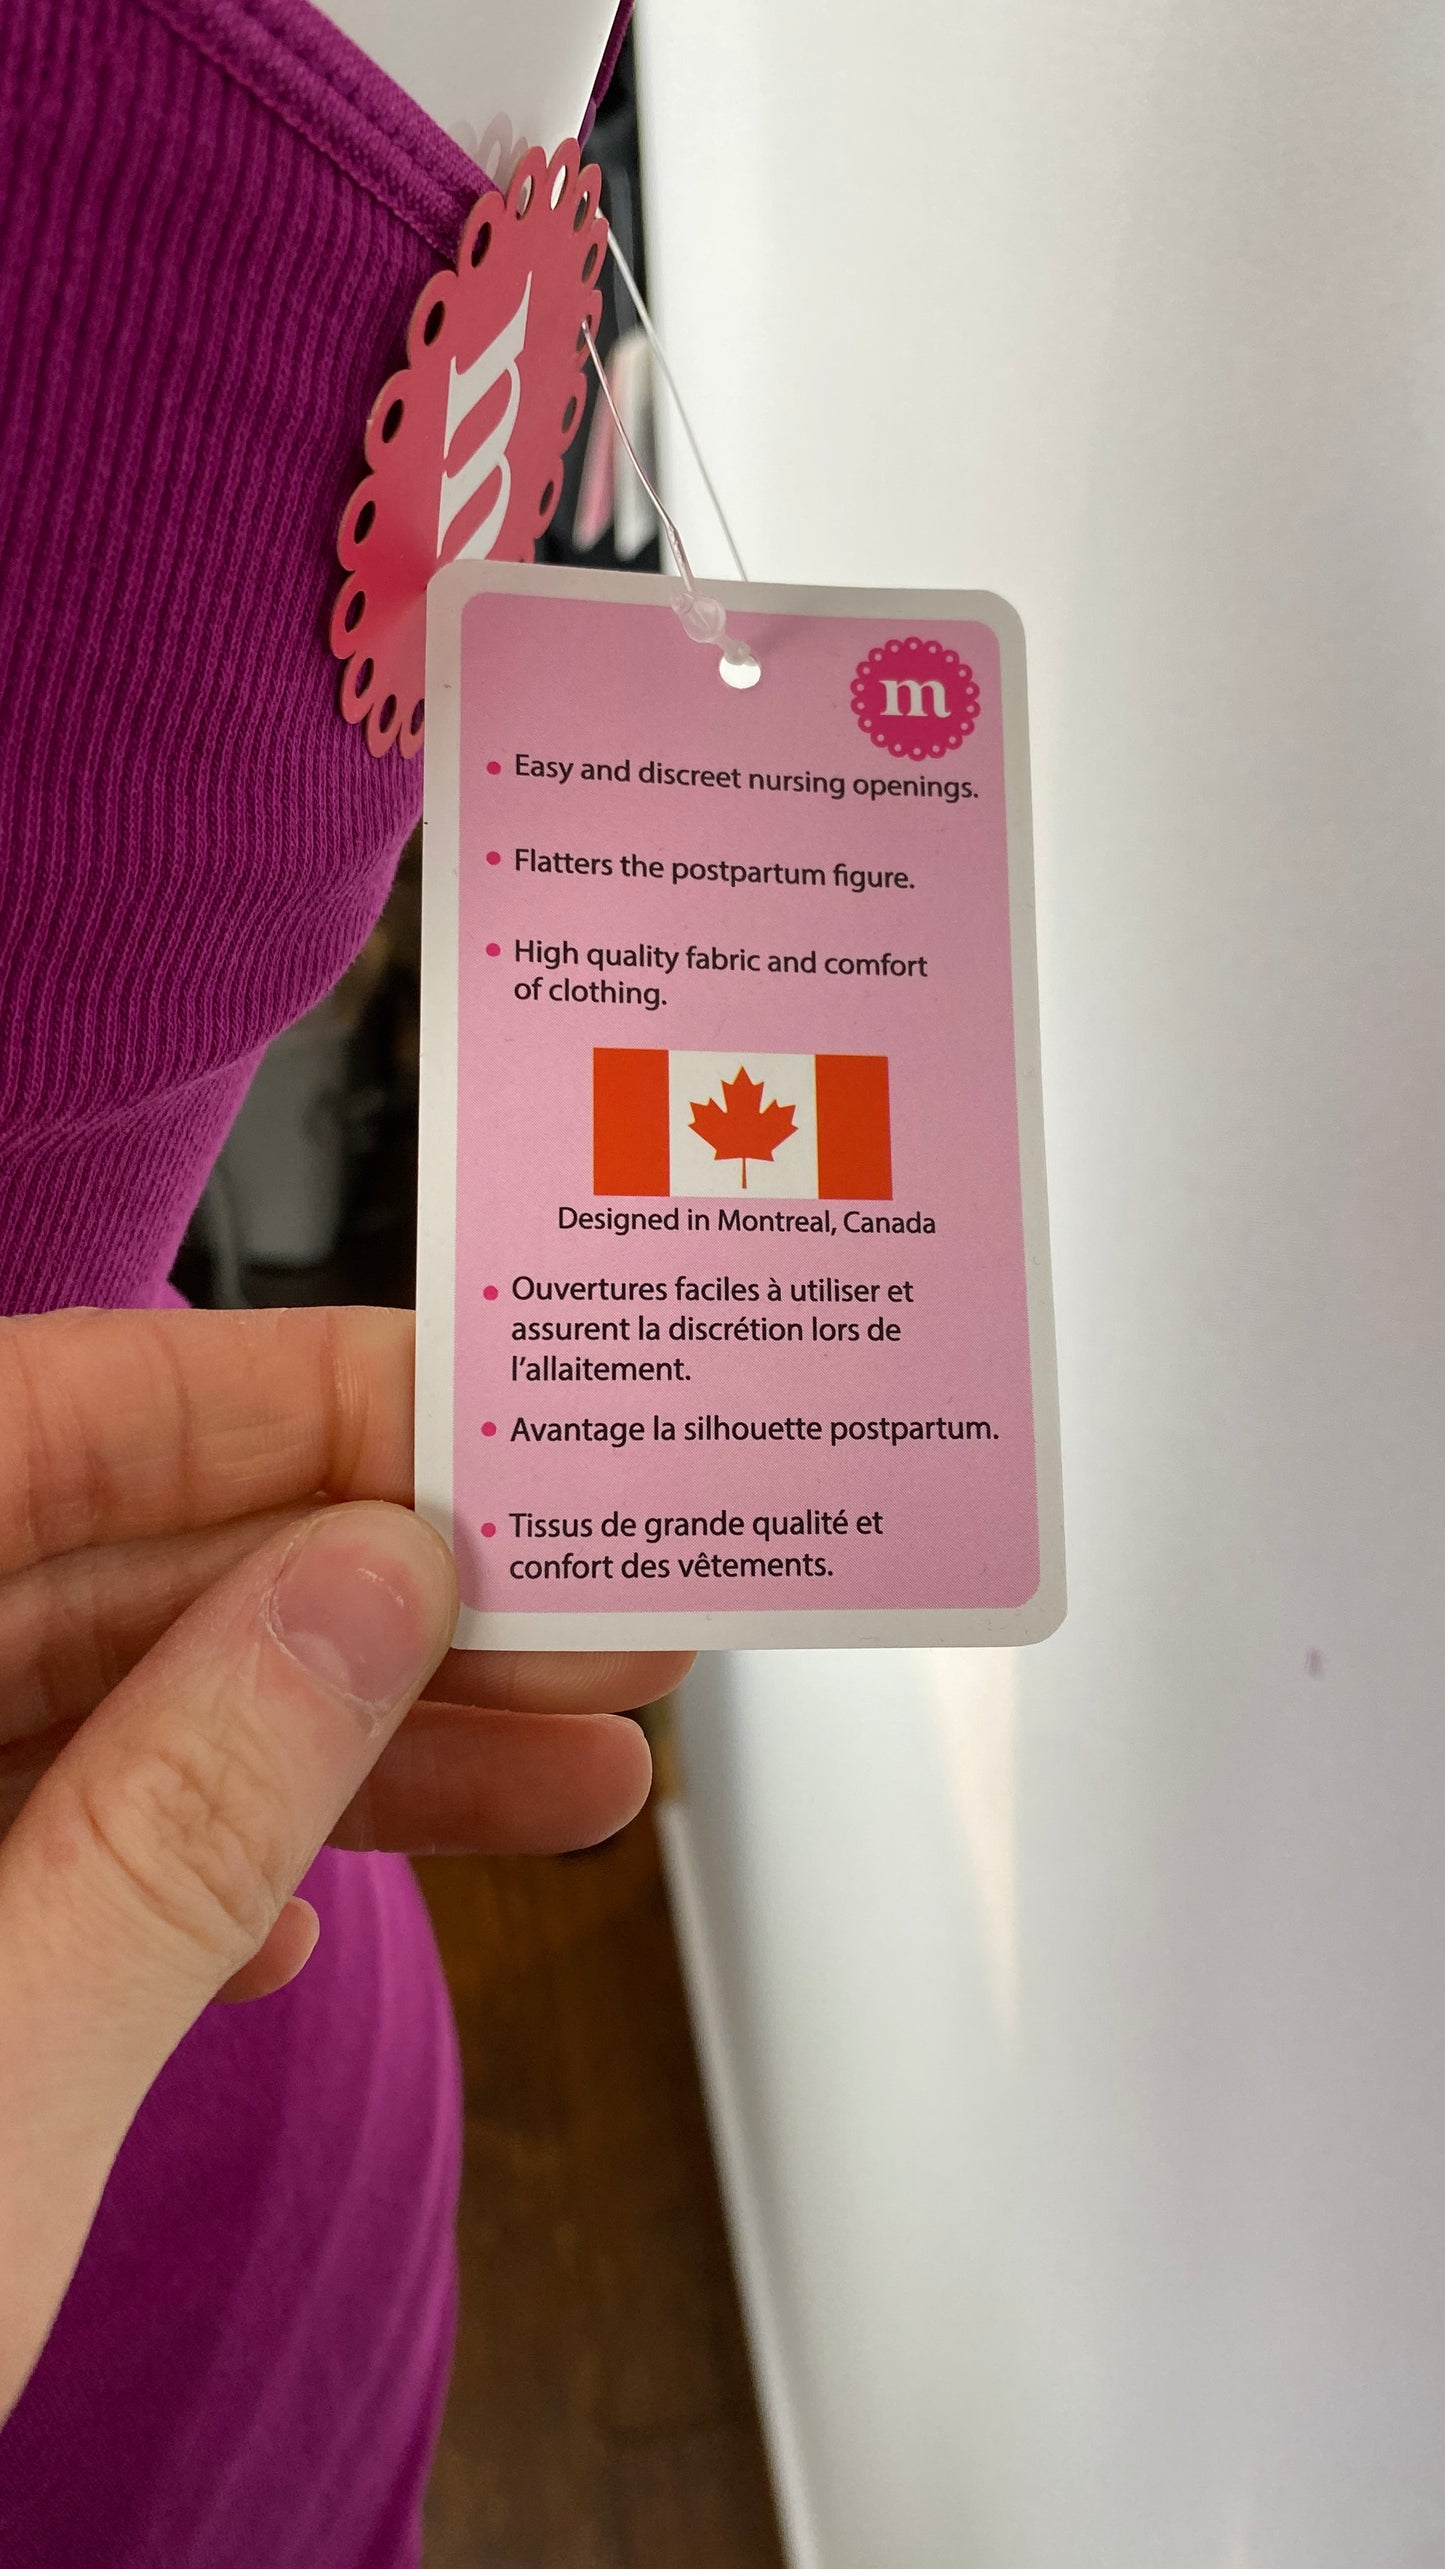 m
m
Easy and discreet nursing openings.
Flatters the postpartum figure.
High quality fabric and comfort
of clothing.
Designed in Montreal, Canada
Ouvertures faciles à utiliser et
assurent la discrétion lors de
l'allaitement.
Avantage la silhouette postpartum.
Tissus de grande qualité et
confort des vêtements.